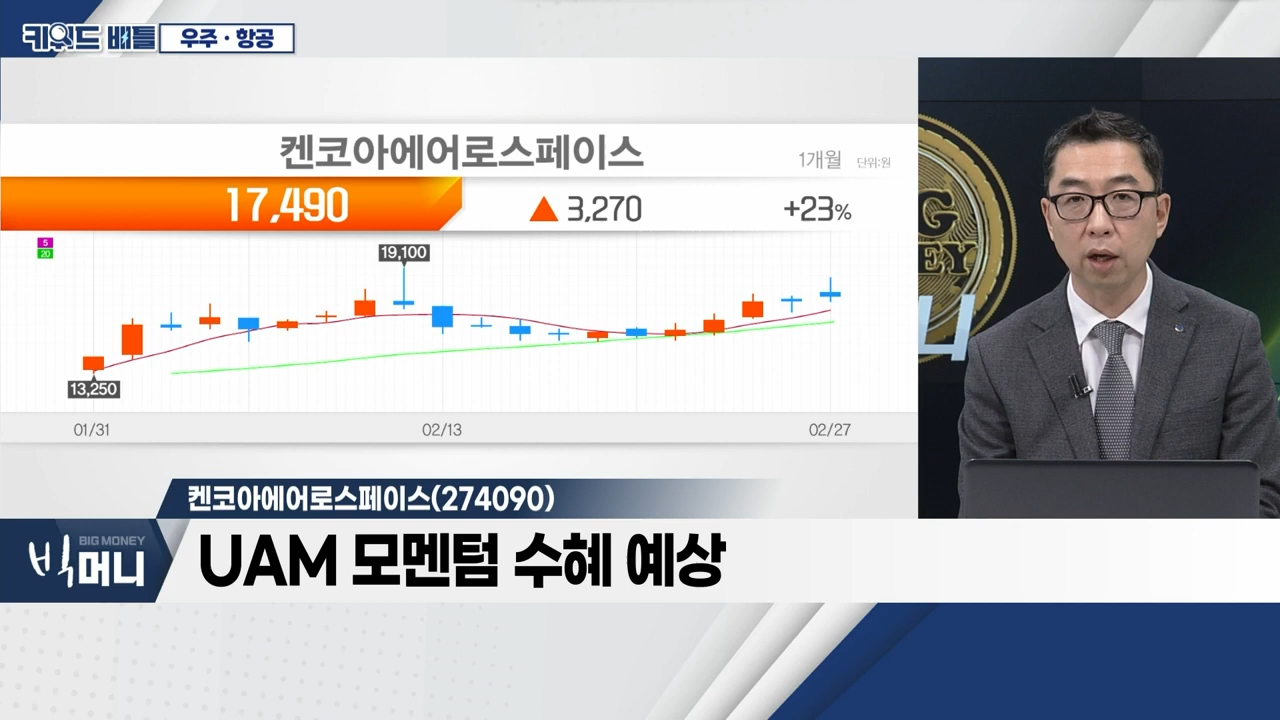 키워드 배틀
우주·항공
켄코아에어로스페이스
1개월 단위:원
17,490 ▲ 3,270 +23%
5
20
19,100
13,250
01/31 02/13 02/27
켄코아에어로스페이스(274090)
BIG MONEY
빅머니
UAM 모멘텀 수혜 예상